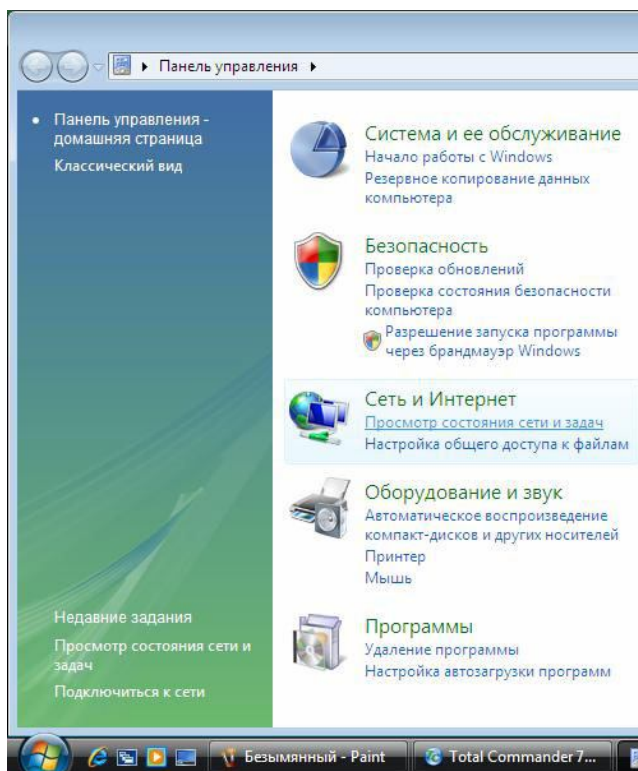 Панель управления
Панель управления -
домашняя страница
Классический вид
Система и ее обслуживание
Начало работы с Windows
Резервное копирование данных
компьютера
Безопасность
Проверка обновлений
Проверка состояния безопасности
компьютера
Разрешение запуска программы
через брандмауэр Windows
Сеть и Интернет
Просмотр состояния сети и задач
Настройка общего доступа к файлам
Оборудование и звук
Автоматическое воспроизведение
компакт-дисков и других носителей
Принтер
Мышь
Программы
Удаление программы
Настройка автозагрузки программ
Недавние задания
Просмотр состояния сети и
задач
Подключиться к сети
Безымянный - Paint
Total Commander 7...